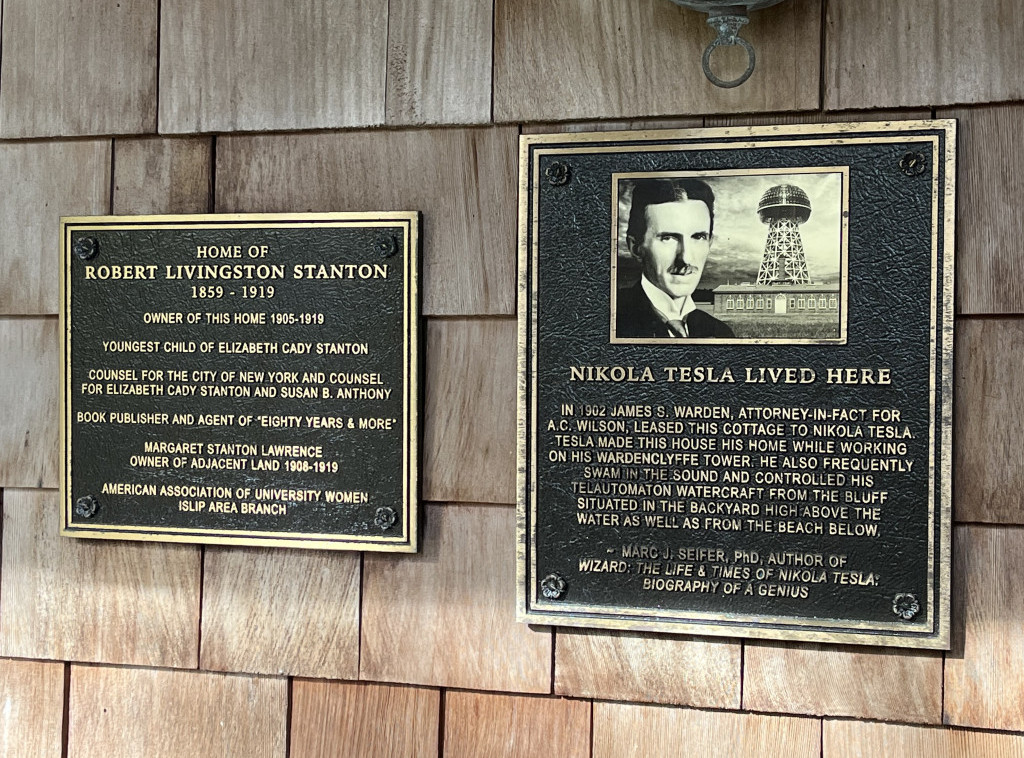 HOME OF
ROBERT LIVINGSTON STANTON
1859 - 1919
OWNER OF THIS HOME 1905-1919
YOUNGEST CHILD OF ELIZABETH CADY STANTON
COUNSEL FOR THE CITY OF NEW YORK AND COUNSEL
FOR ELIZABETH CADY STANTON AND SUSAN B. ANTHONY
BOOK PUBLISHER AND AGENT OF "EIGHTY YEARS & MORE"
MARGARET STANTON LAWRENCE
OWNER OF ADJACENT LAND 1908-1919
AMERICAN ASSOCIATION OF UNIVERSITY WOMEN
ISLIP AREA BRANCH
NIKOLA TESLA LIVED HERE
IN 1902 JAMES S. WARDEN, ATTORNEY-IN-FACT FOR
A.C. WILSON, LEASED THIS COTTAGE TO NIKOLA TESLA.
TESLA MADE THIS HOUSE HIS HOME WHILE WORKING
ON HIS WARDENCLYFFE TOWER. HE ALSO FREQUENTLY
SWAM IN THE SOUND AND CONTROLLED HIS
TELAUTOMATON WATERCRAFT FROM THE BLUFF
SITUATED IN THE BACKYARD HIGH ABOVE THE
WATER AS WELL AS FROM THE BEACH BELOW.
~ MARC J. SEIFER, PhD, AUTHOR OF
WIZARD: THE LIFE & TIMES OF NIKOLA TESLA:
BIOGRAPHY OF A GENIUS